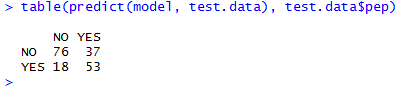 > table(predict(model, test.data), test.data$pep)
NO YES
NO 76 37
YES 18 53
>